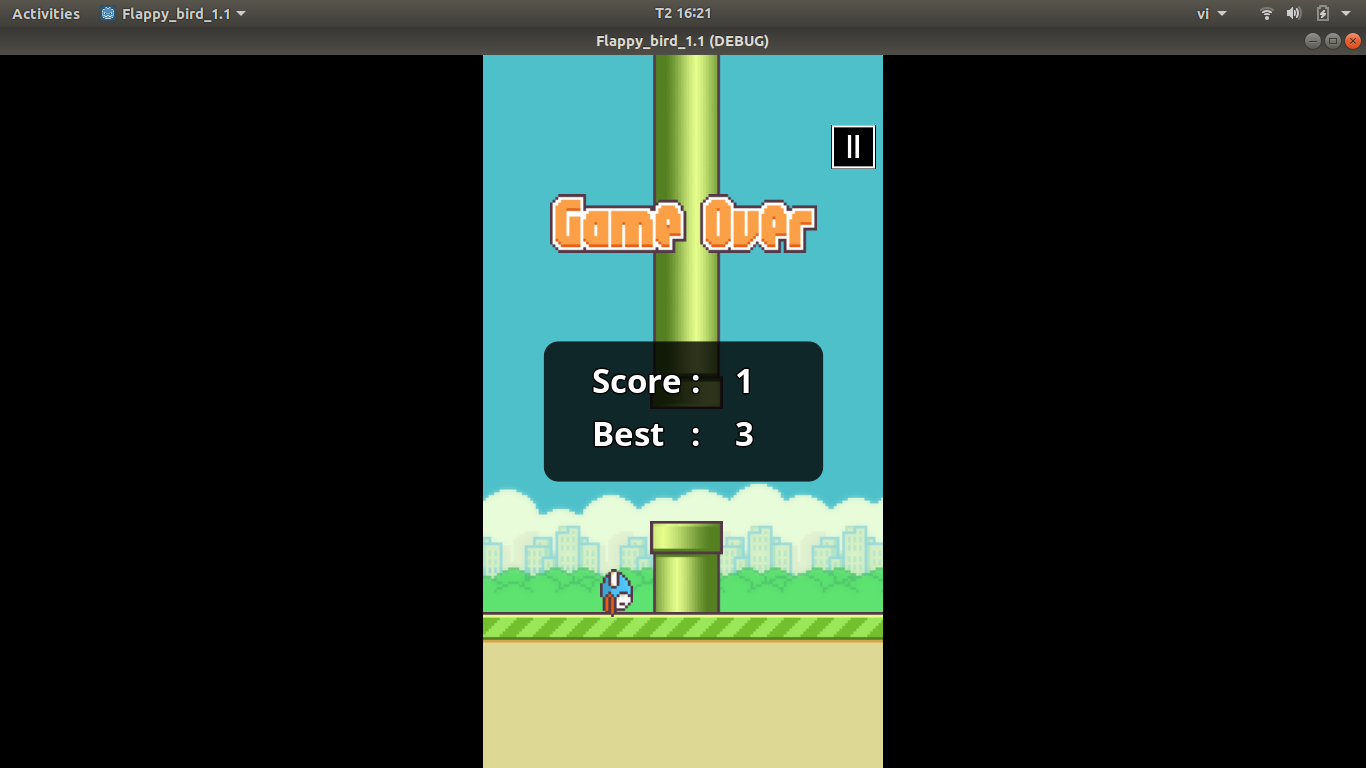 Activities Flappy_bird_1.1 T2 16:21 vi
Flappy_bird_1.1 (DEBUG)
Game Over
Score : 1
Best : 3